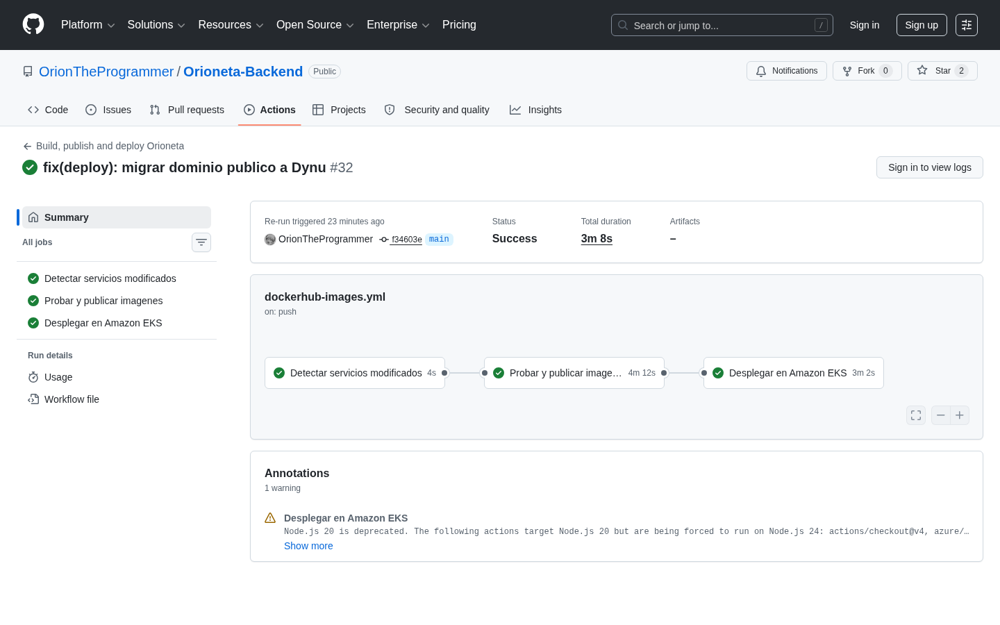 Platform Solutions Resources Open Source Enterprise Pricing Search or jump to... / Sign in Sign up
OrionTheProgrammer / Orioneta-Backend Public Notifications Fork 0 Star 2
Code Issues Pull requests Actions Projects Security and quality Insights
Build, publish and deploy Orioneta
fix(deploy): migrar dominio publico a Dynu #32
Sign in to view logs
Summary
All jobs
Detectar servicios modificados
Probar y publicar imagenes
Desplegar en Amazon EKS
Run details
Usage
Workflow file
Re-run triggered 23 minutes ago Status Total duration Artifacts
OrionTheProgrammer f34603e main Success 3m 8s –
dockerhub-images.yml
on: push
Detectar servicios modificados 4s Probar y publicar image… 4m 12s Desplegar en Amazon EKS 3m 2s
Annotations
1 warning
Desplegar en Amazon EKS
Node.js 20 is deprecated. The following actions target Node.js 20 but are being forced to run on Node.js 24: actions/checkout@v4, azure/…
Show more